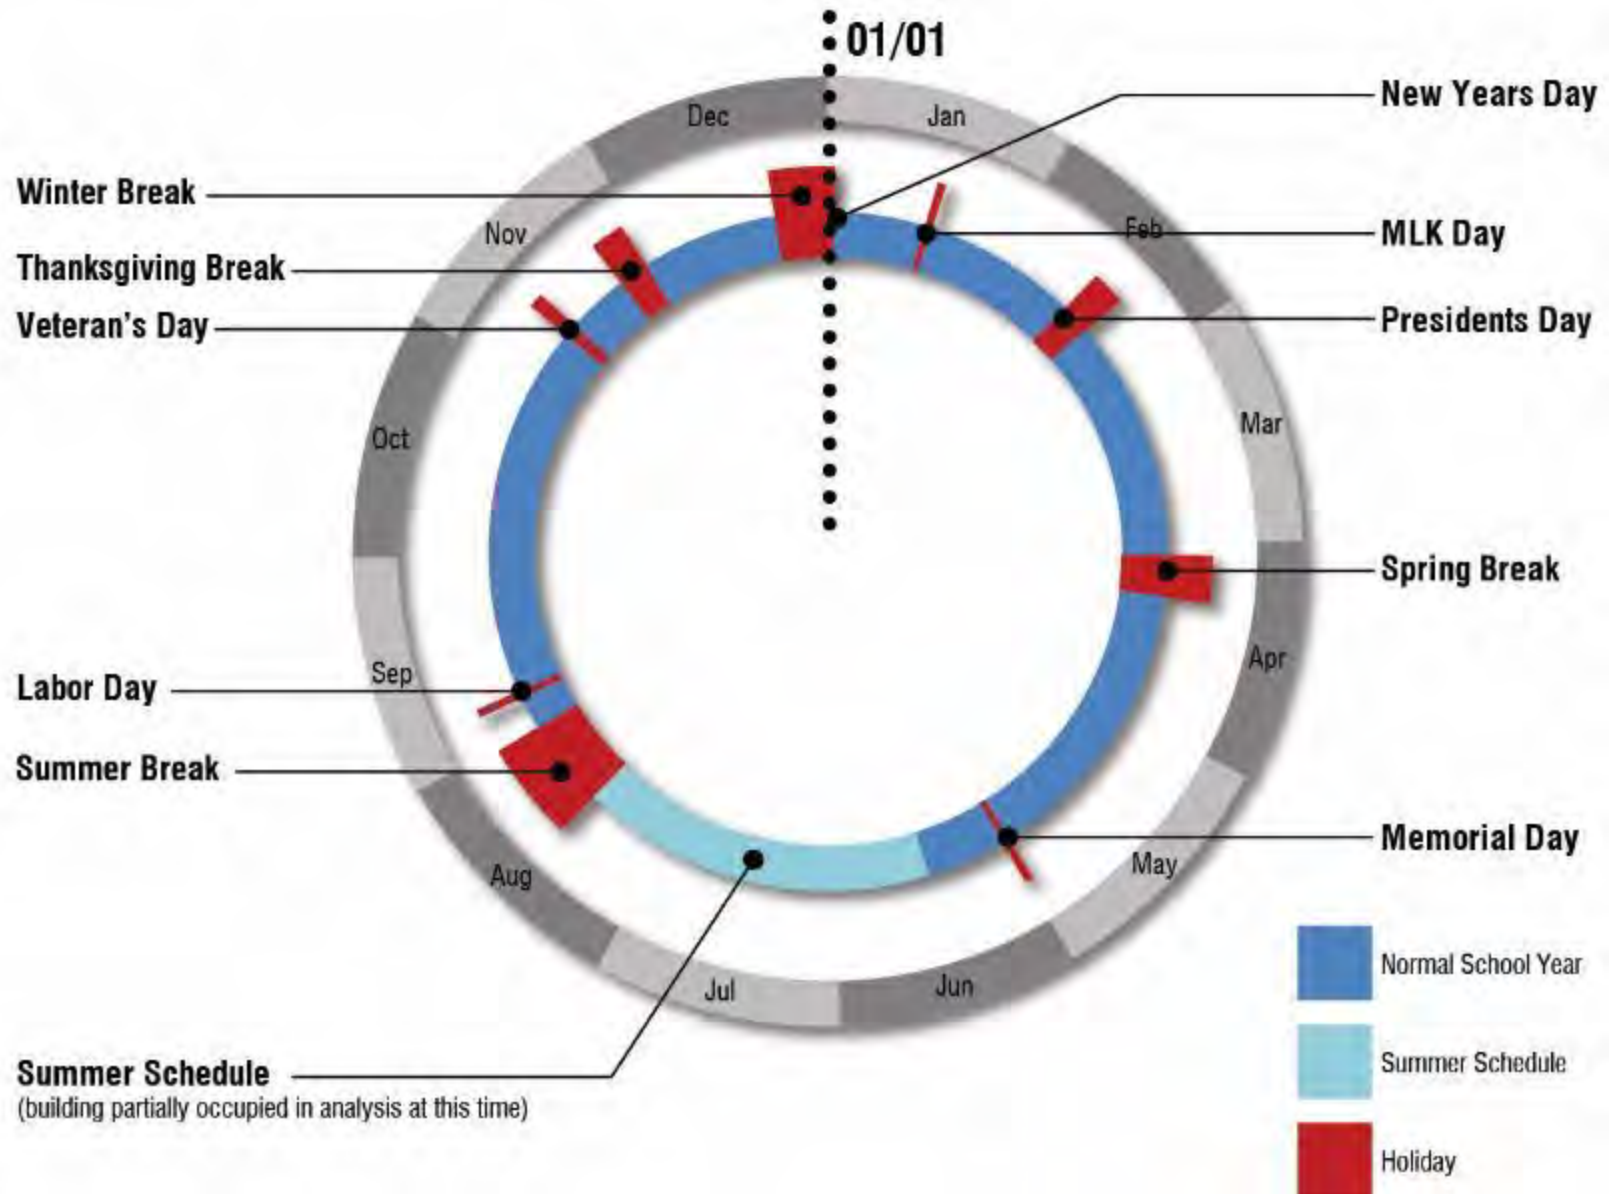 01/01
New Years Day
Dec
Jan
Winter Break
MLK Day
Nov
Feb
Thanksgiving Break
Presidents Day
Veteran's Day
Oct
Mar
Spring Break
Apr
Sep
Labor Day
Summer Break
Memorial Day
May
Aug
Jul
Jun
Normal School Year
Summer Schedule
(building partially occupied in analysis at this time)
Summer Schedule
Holiday